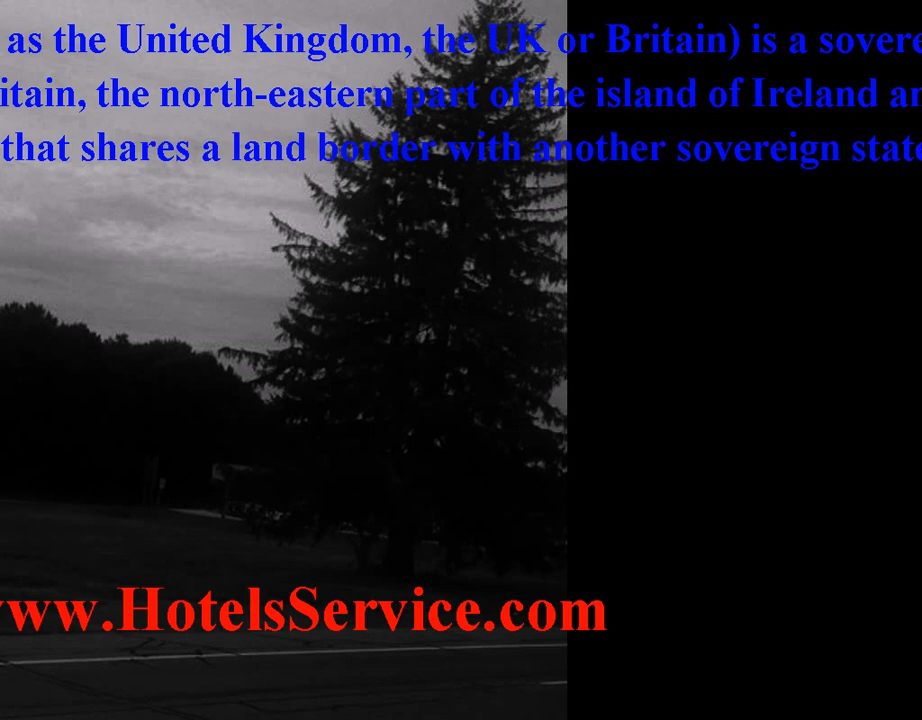 as the United Kingdom, the UK or Britain) is a sovere
itain, the north-eastern part of the island of Ireland an
that shares a land border with another sovereign state
www.HotelsService.com